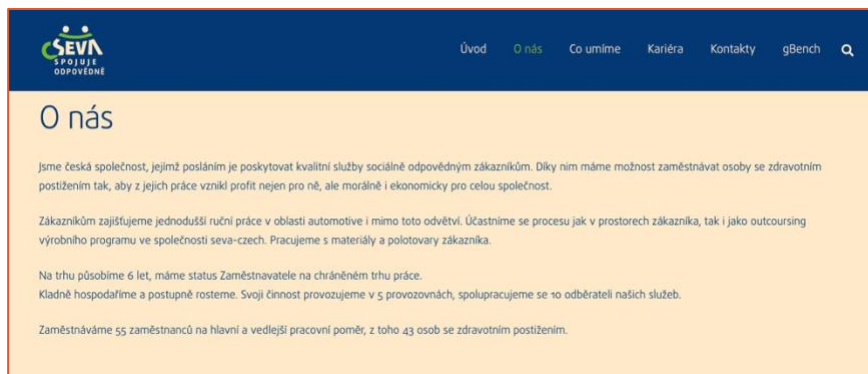 SEVA
SPOJUJE
ODPOVĚDNĚ
Úvod O nás Co umíme Kariéra Kontakty gBench
O nás
Jsme česká společnost, jejímž posláním je poskytovat kvalitní služby sociálně odpovědným zákazníkům. Díky nim máme možnost zaměstnávat osoby se zdravotním
postižením tak, aby z jejich práce vznikl profit nejen pro ně, ale morálně i ekonomicky pro celou společnost.
Zákazníkům zajišťujeme jednodušší ruční práce v oblasti automotive i mimo toto odvětví. Účastníme se procesu jak v prostorech zákazníka, tak i jako outcoursing
výrobního programu ve společnosti seva-czech. Pracujeme s materiály a polotovary zákazníka.
Na trhu působíme 6 let, máme status Zaměstnavatele na chráněném trhu práce.
Kladně hospodaříme a postupně rosteme. Svoji činnost provozujeme v 5 provozovnách, spolupracujeme se 10 odběrateli našich služeb.
Zaměstnáváme 55 zaměstnanců na hlavní a vedlejší pracovní poměr, z toho 43 osob se zdravotním postižením.